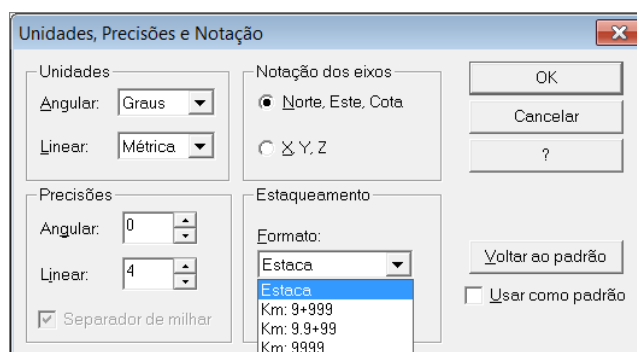 Unidades, Precisões e Notação
Unidades
Angular: Graus
Linear: Métrica
Notação dos eixos
Norte, Este, Cota
X, Y, Z
OK
Cancelar
?
Precisões
Angular: 0
Linear: 4
Separador de milhar
Estaqueamento
Formato:
Estaca
Estaca
Km: 9+999
Km: 9.9+99
Km: 9999
Voltar ao padrão
Usar como padrão